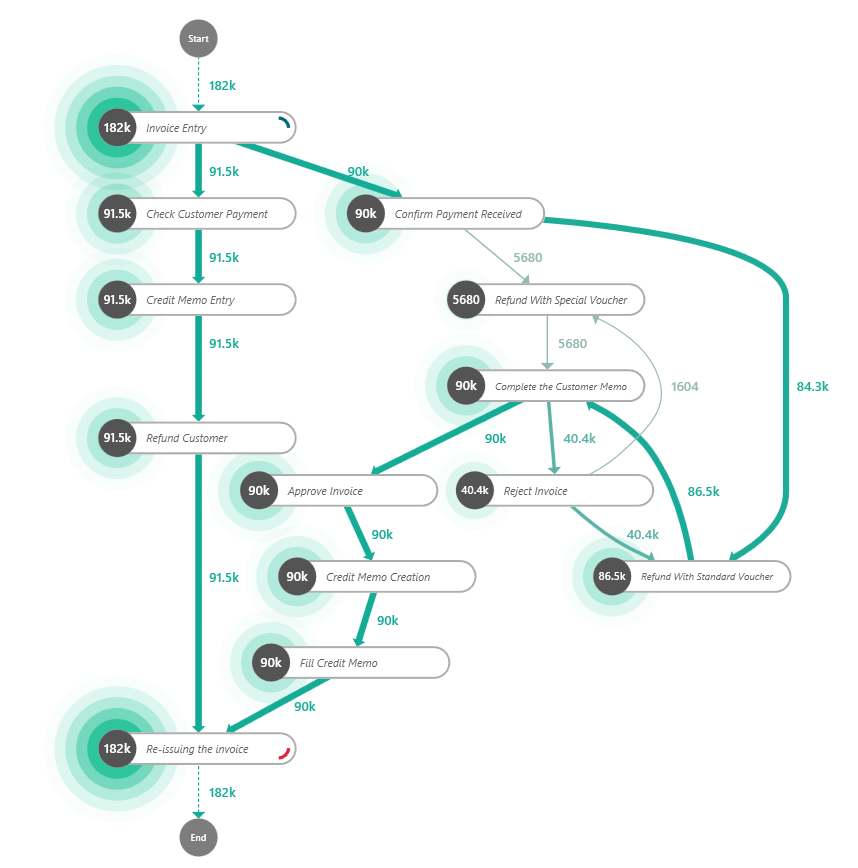 Start
182k
182k Invoice Entry
91.5k
90k
91.5k Check Customer Payment
90k Confirm Payment Received
91.5k
5680
91.5k Credit Memo Entry
5680 Refund With Special Voucher
91.5k
5680
90k Complete the Customer Memo
1604
84.3k
91.5k Refund Customer
90k
40.4k
90k Approve Invoice
40.4k Reject Invoice
86.5k
90k
40.4k
91.5k
90k Credit Memo Creation
86.5k Refund With Standard Voucher
90k
90k Fill Credit Memo
90k
182k Re-issuing the invoice
182k
End